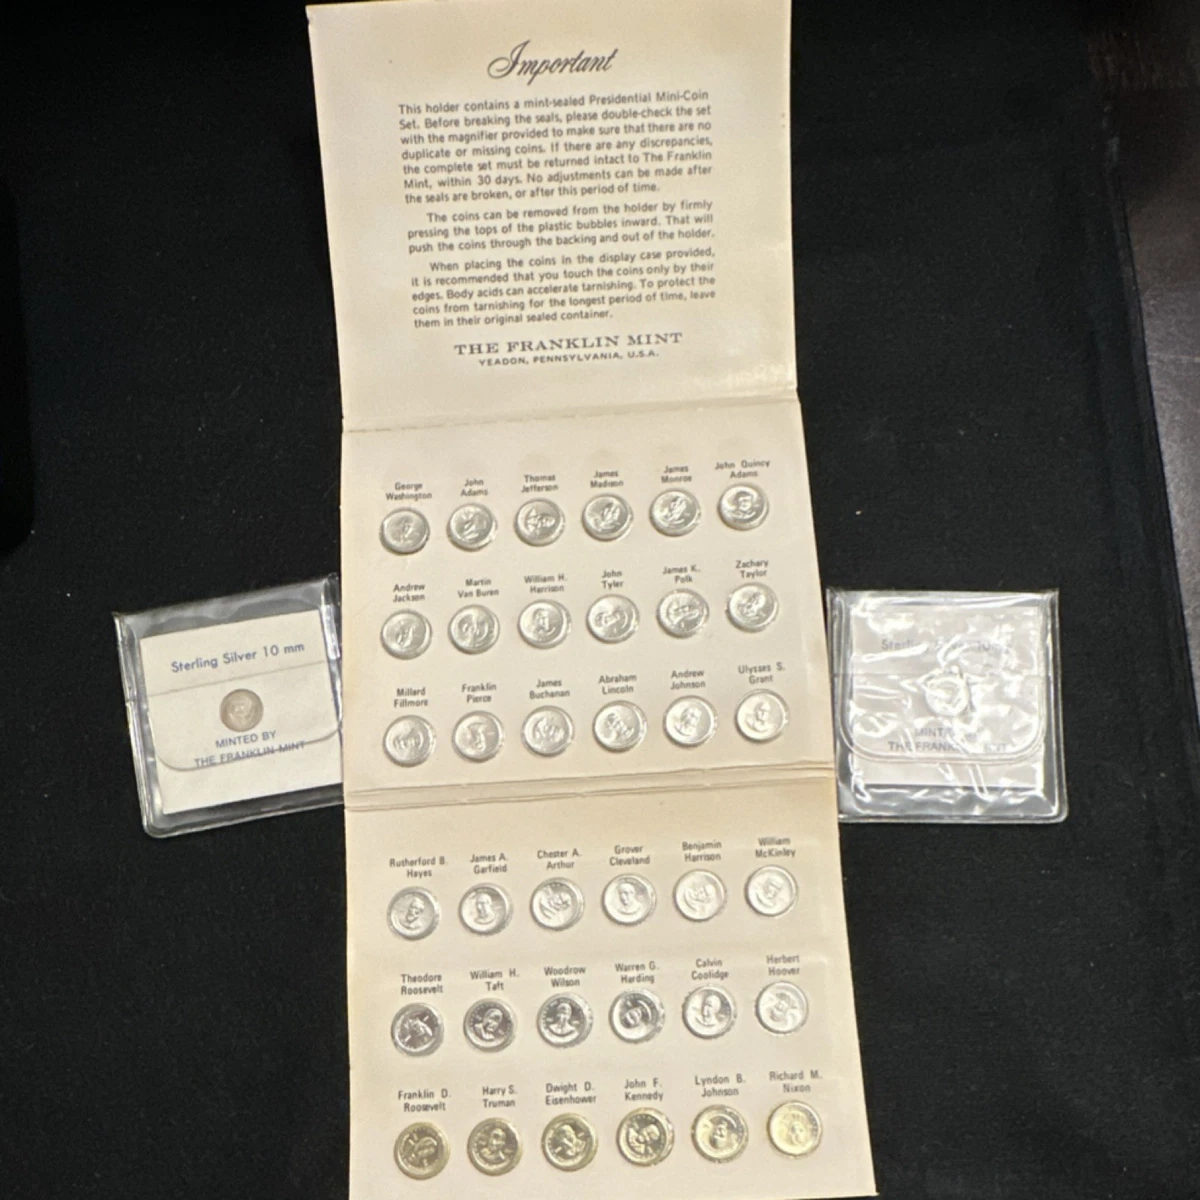 Important
This holder contains a mint-sealed Presidential Mini-Coin
Set. Before breaking the seals, please double-check the set
with the magnifier provided to make sure that there are no
duplicate or missing coins. If there are any discrepancies,
the complete set must be returned intact to The Franklin
Mint, within 30 days. No adjustments can be made after
the seals are broken, or after this period of time.
The coins can be removed from the holder by firmly
pressing the tops of the plastic bubbles inward. That will
push the coins through the backing and out of the holder.
When placing the coins in the display case provided,
it is recommended that you touch the coins only by their
edges. Body acids can accelerate tarnishing. To protect the
coins from tarnishing for the longest period of time, leave
them in their original sealed container.
THE FRANKLIN MINT
YEADON, PENNSYLVANIA, U.S.A.
George
Washington
John
Adams
Thomas
Jefferson
James
Madison
James
Monroe
John Quincy
Adams
Andrew
Jackson
Martin
Van Buren
William H.
Harrison
John
Tyler
James K.
Polk
Zachary
Taylor
Millard
Fillmore
Franklin
Pierce
James
Buchanan
Abraham
Lincoln
Andrew
Johnson
Ulysses S.
Grant
Rutherford B.
Hayes
James A.
Garfield
Chester A.
Arthur
Grover
Cleveland
Benjamin
Harrison
William
McKinley
Theodore
Roosevelt
William H.
Taft
Woodrow
Wilson
Warren G.
Harding
Calvin
Coolidge
Herbert
Hoover
Franklin D.
Roosevelt
Harry S.
Truman
Dwight D.
Eisenhower
John F.
Kennedy
Lyndon B.
Johnson
Richard M.
Nixon
Sterling Silver 10 mm
MINTED BY
THE FRANKLIN MINT
THE